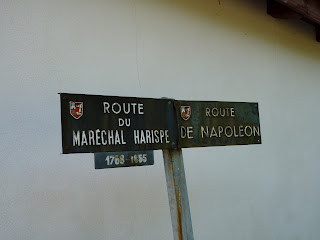 ROUTE
DU
MARÉCHAL HARISPE
1768-1855
ROUTE
DE NAPOLÉON